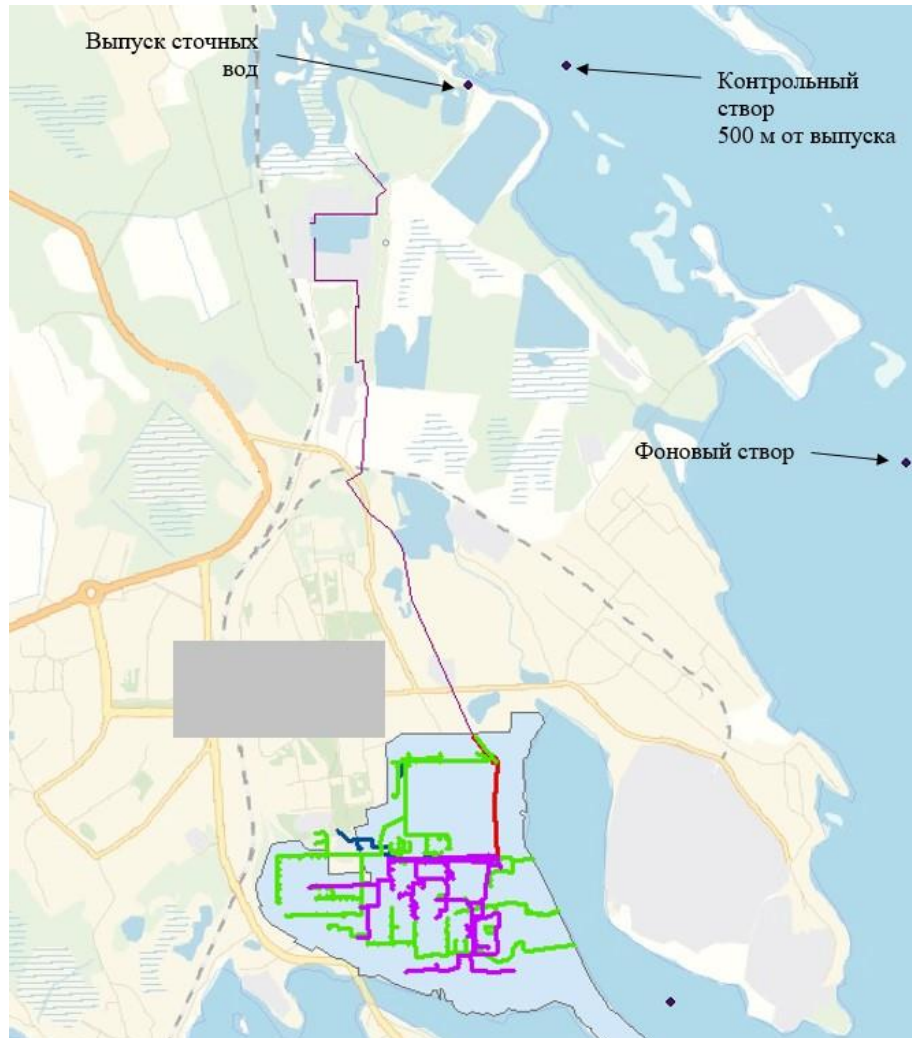 Выпуск сточных
вод
Контрольный
створ
500 м от выпуска
Фоновый створ